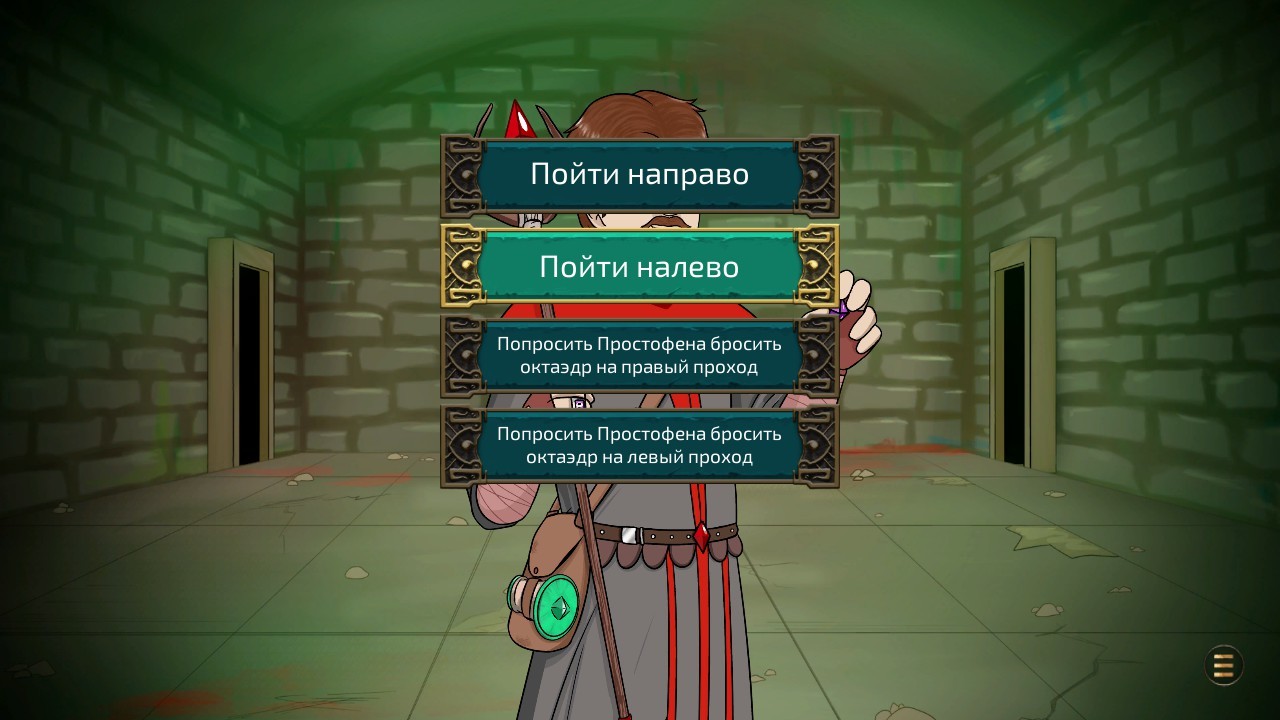 Пойти направо
Пойти налево
Попросить Простофена бросить
октаэдр на правый проход
Попросить Простофена бросить
октаэдр на левый проход